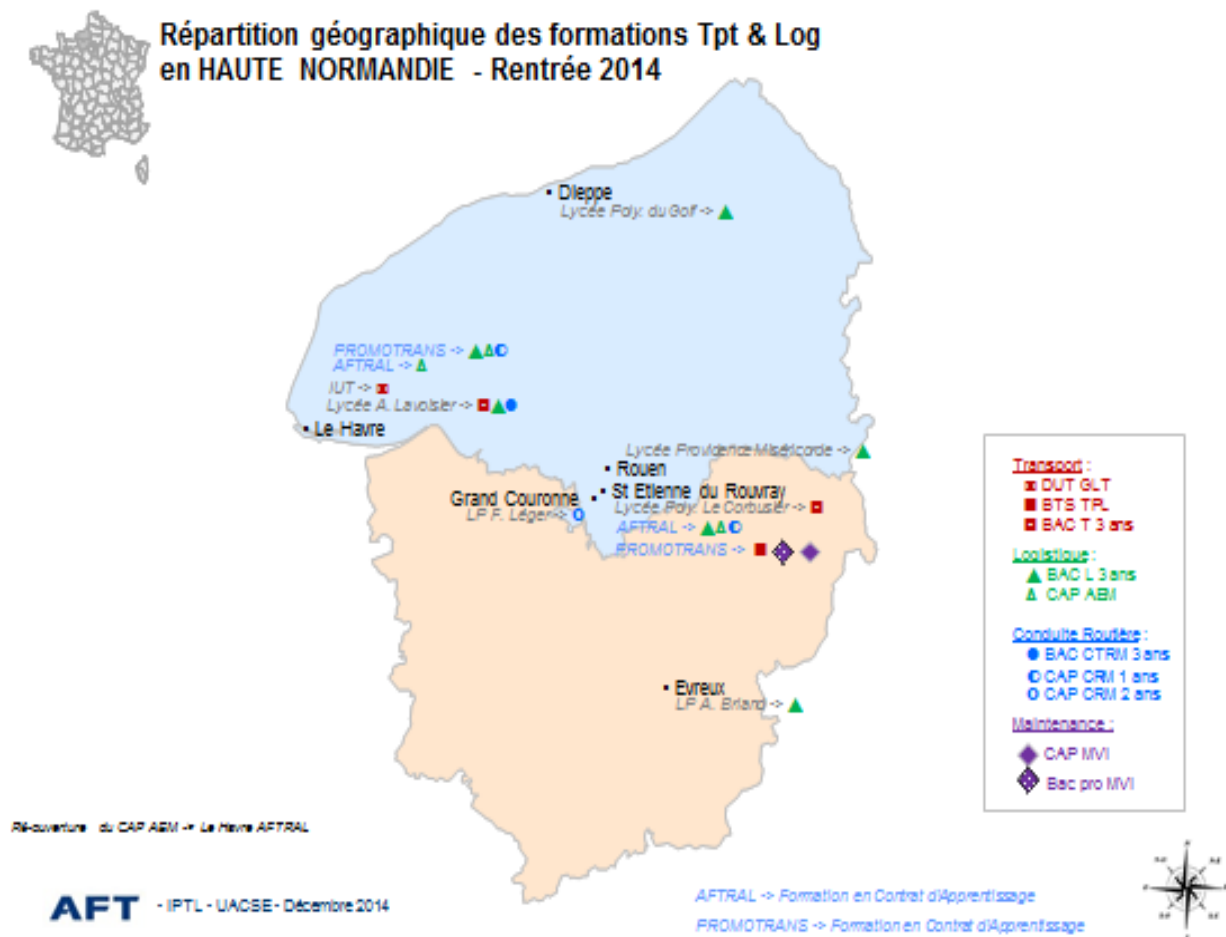 Répartition géographique des formations Tpt & Log
en HAUTE NORMANDIE - Rentrée 2014
Dieppe
Lycée Poly. du Golf ->
PROMOTRANS ->
AFTRAL ->
IUT ->
Lycée A. Lavoisier ->
Le Havre
Lycée Providence Miséricorde ->
Rouen
St Etienne du Rouvray
Grand Couronne
Lycée Poly. Le Corbusier ->
LP F. Léger ->
AFTRAL ->
PROMOTRANS ->
Evreux
LP A. Briand ->
Transport :
DUT GLT
BTS TPL
BAC T 3 ans
Logistique :
BAC L 3 ans
CAP AEM
Conduite Routière :
BAC CTRM 3 ans
CAP CRM 1 ans
CAP CRM 2 ans
Maintenance :
CAP MVI
Bac pro MVI
Ré-ouverture du CAP AEM -> Le Havre AFTRAL
AFT - IPTL - UACSE - Décembre 2014
AFTRAL -> Formation en Contrat d'Apprentissage
PROMOTRANS -> Formation en Contrat d'Apprentissage